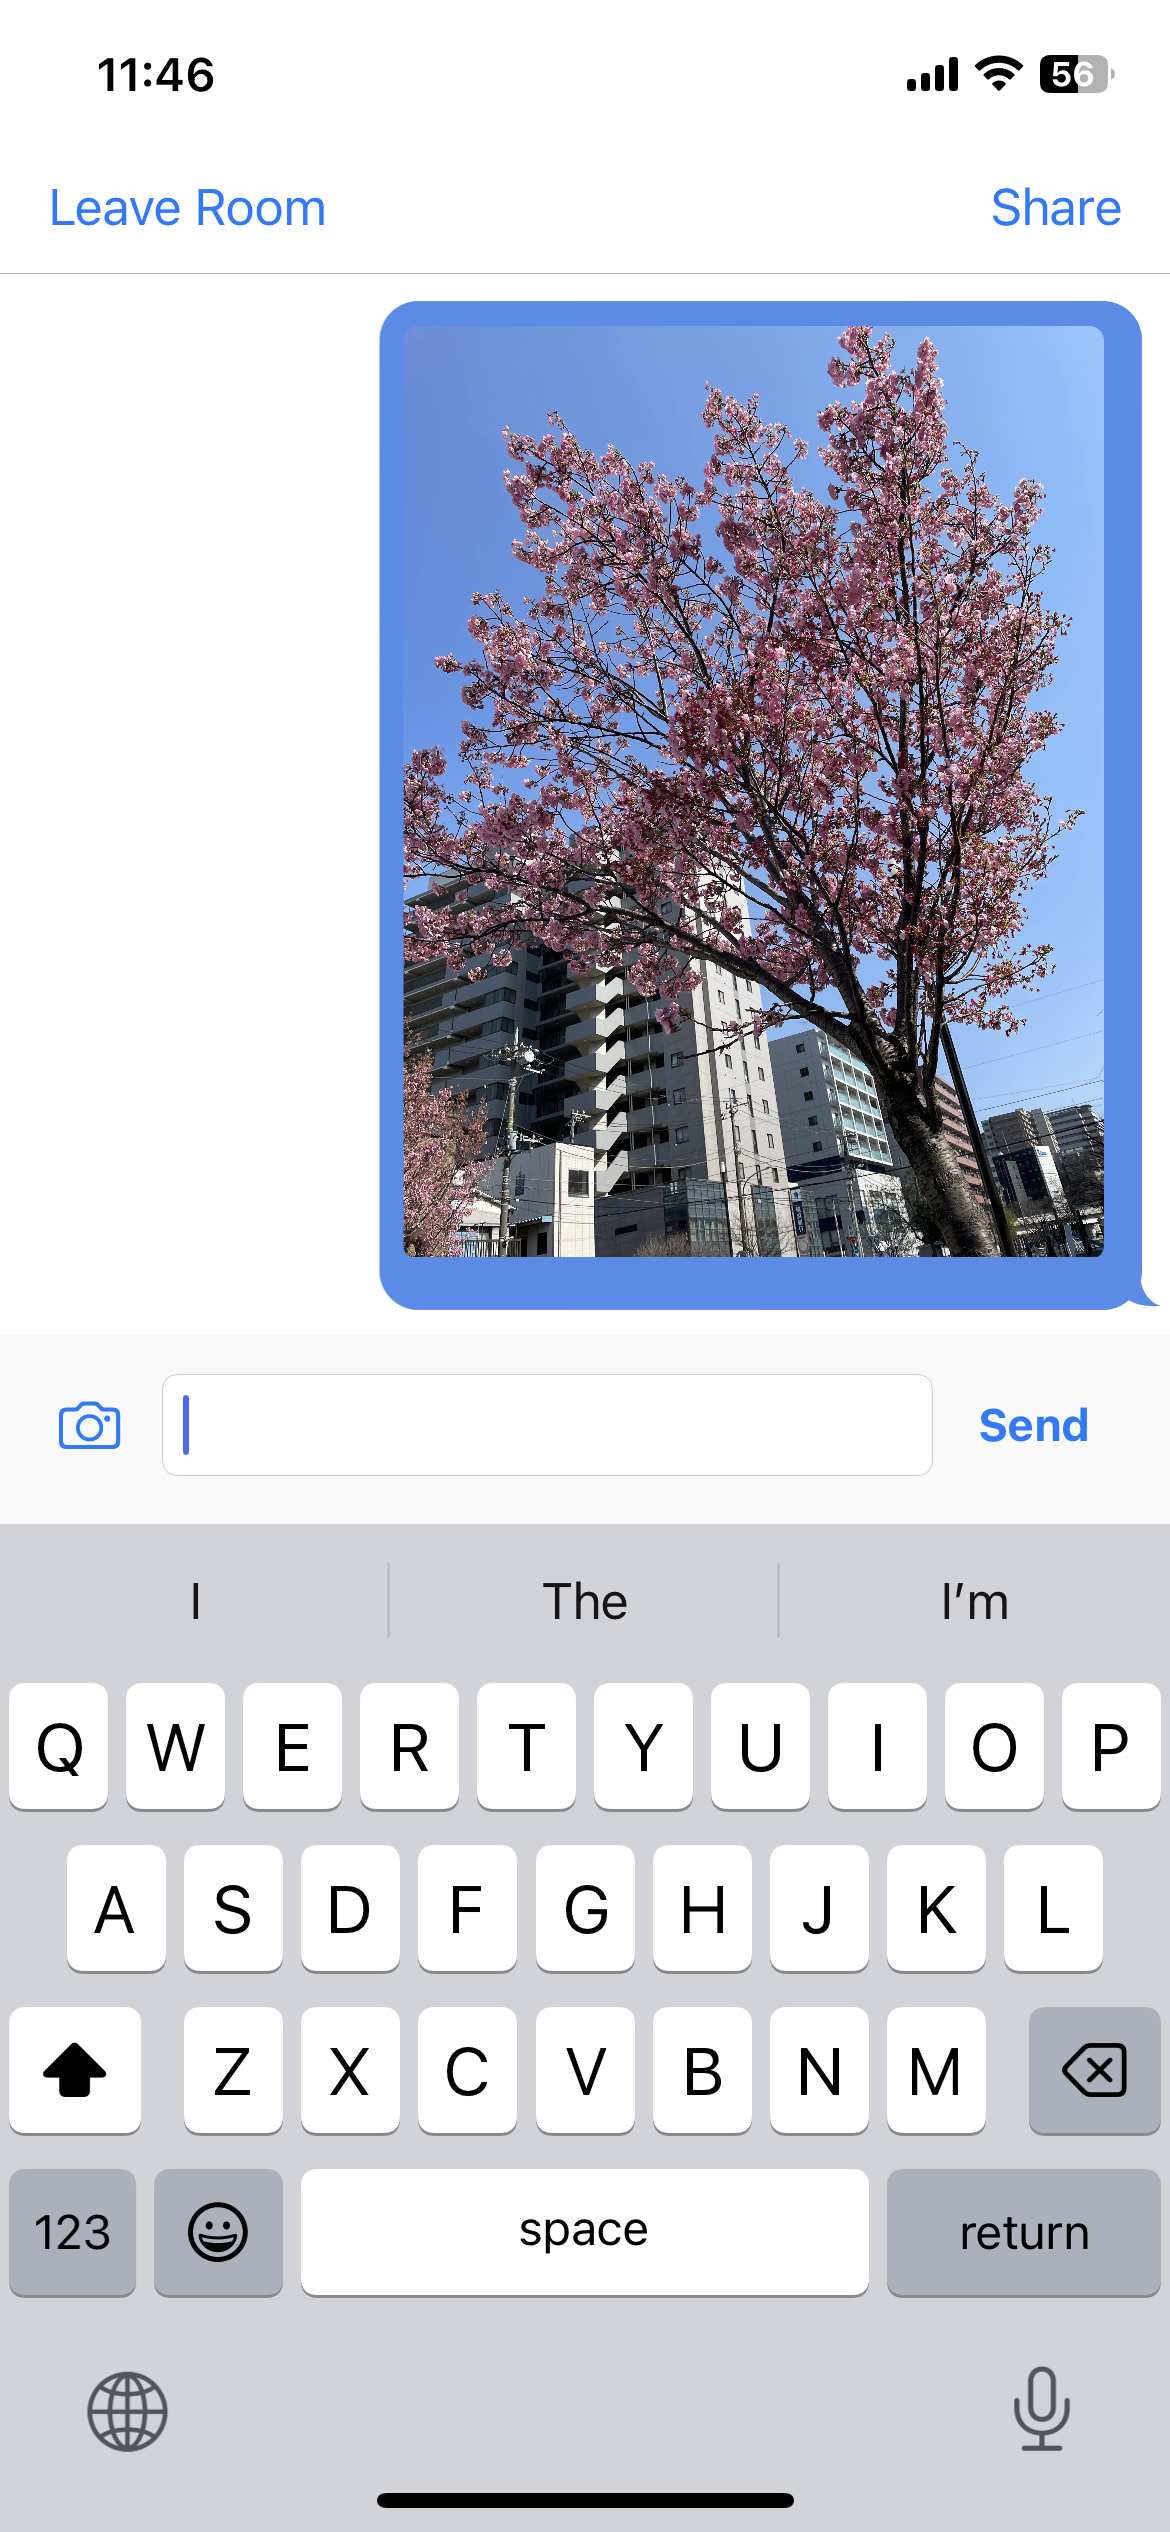 11:46
56
Leave Room
Share
Send
I
The
I’m
Q W E R T Y U I O P
A S D F G H J K L
Z X C V B N M
123
space
return